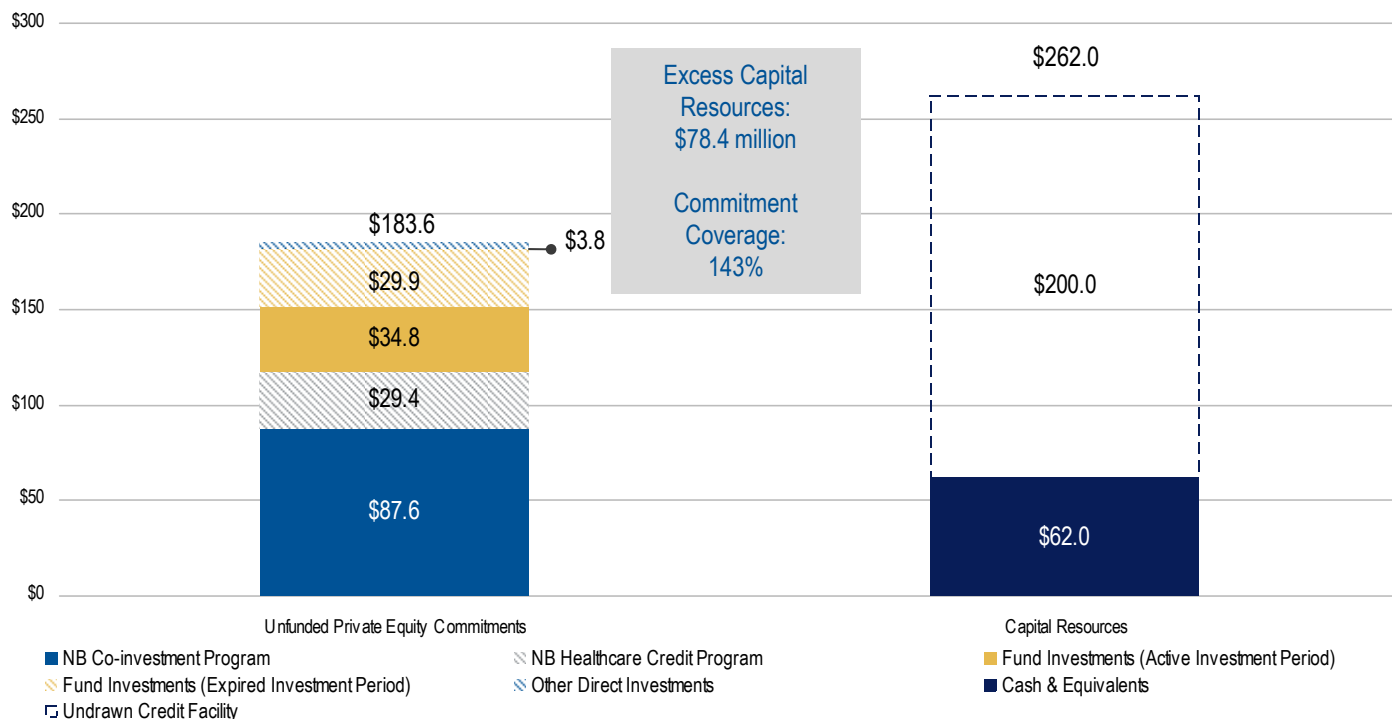 $300
$250
$200
$150
$100
$50
$0
$183.6
$3.8
$29.9
$34.8
$29.4
$87.6
Excess Capital
Resources:
$78.4 million
Commitment
Coverage:
143%
$262.0
$200.0
$62.0
Unfunded Private Equity Commitments
Capital Resources
NB Co-investment Program
NB Healthcare Credit Program
Fund Investments (Active Investment Period)
Fund Investments (Expired Investment Period)
Other Direct Investments
Cash & Equivalents
Undrawn Credit Facility